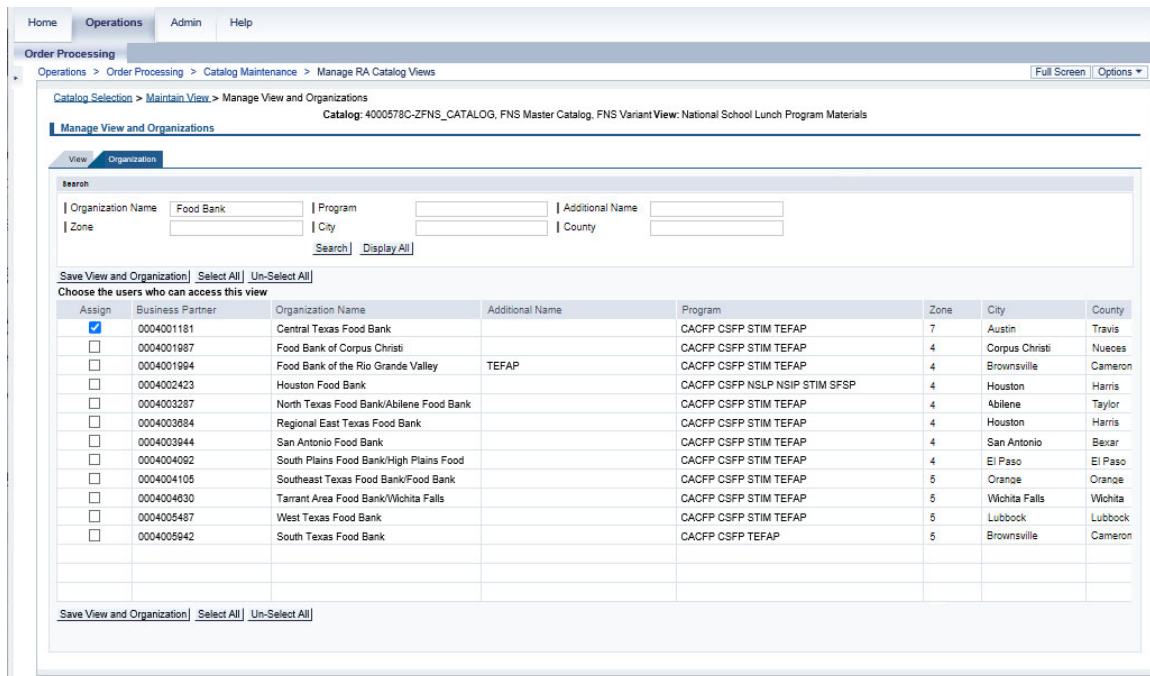 Home Operations Admin Help
Order Processing
Operations > Order Processing > Catalog Maintenance > Manage RA Catalog Views Full Screen Options
Catalog Selection > Maintain View > Manage View and Organizations
Catalog: 4000578C-ZFNS_CATALOG, FNS Master Catalog, FNS Variant View: National School Lunch Program Materials
Manage View and Organizations
View Organization
Search
Organization Name Food Bank Program Additional Name
Zone City County
Search Display All
Save View and Organization Select All Un-Select All
Choose the users who can access this view
Assign Business Partner Organization Name Additional Name Program Zone City County
0004001181 Central Texas Food Bank CACFP CSFP STIM TEFAP 7 Austin Travis
0004001987 Food Bank of Corpus Christi CACFP CSFP STIM TEFAP 4 Corpus Christi Nueces
0004001994 Food Bank of the Rio Grande Valley TEFAP CACFP CSFP STIM TEFAP 4 Brownsville Cameron
0004002423 Houston Food Bank CACFP CSFP NSLP NSIP STIM SFSP 4 Houston Harris
0004003287 North Texas Food Bank/Abilene Food Bank CACFP CSFP STIM TEFAP 4 Abilene Taylor
0004003684 Regional East Texas Food Bank CACFP CSFP STIM TEFAP 4 Houston Harris
0004003944 San Antonio Food Bank CACFP CSFP STIM TEFAP 4 San Antonio Bexar
0004004092 South Plains Food Bank/High Plains Food CACFP CSFP STIM TEFAP 4 El Paso El Paso
0004004105 Southeast Texas Food Bank/Food Bank CACFP CSFP STIM TEFAP 5 Orange Orange
0004004630 Tarrant Area Food Bank/Wichita Falls CACFP CSFP STIM TEFAP 5 Wichita Falls Wichita
0004005487 West Texas Food Bank CACFP CSFP STIM TEFAP 5 Lubbock Lubbock
0004005942 South Texas Food Bank CACFP CSFP TEFAP 5 Brownsville Cameron
Save View and Organization Select All Un-Select All